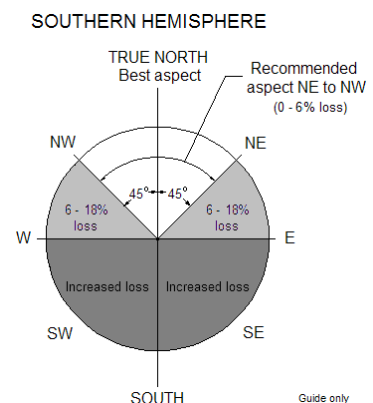 SOUTHERN HEMISPHERE
TRUE NORTH
Best aspect
Recommended
aspect NE to NW
(0 - 6% loss)
NW
NE
45° 45°
6 - 18%
loss
6 - 18%
loss
W
E
Increased loss
Increased loss
SW
SE
SOUTH
Guide only